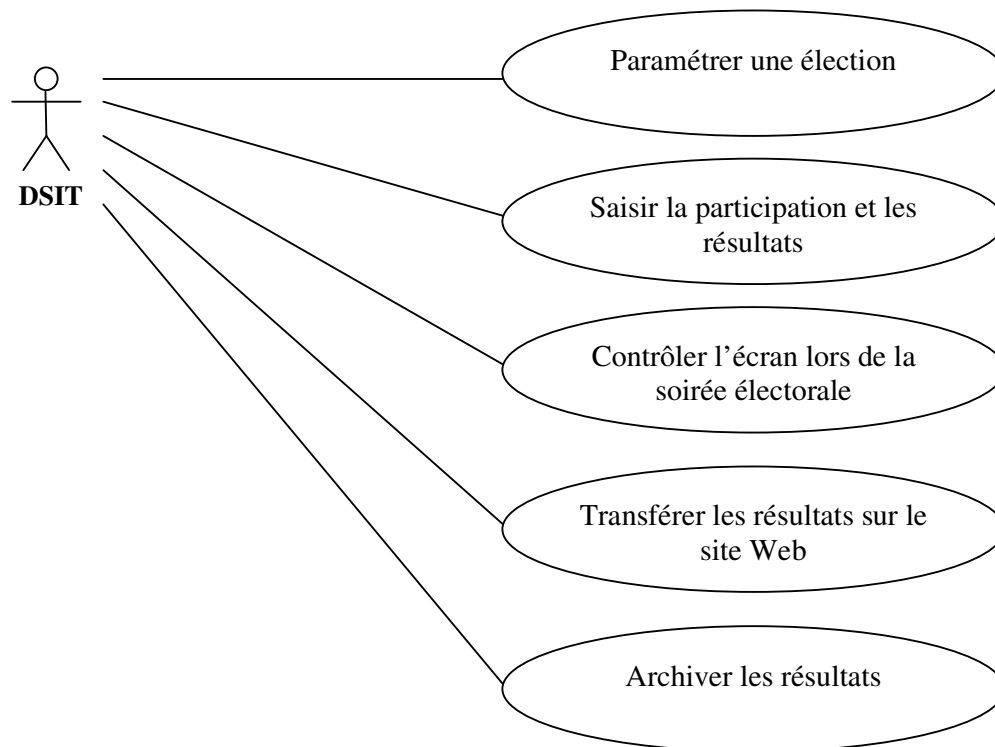 Paramétrer une élection
DSIT
Saisir la participation et les
résultats
Contrôler l’écran lors de la
soirée électorale
Transférer les résultats sur le
site Web
Archiver les résultats